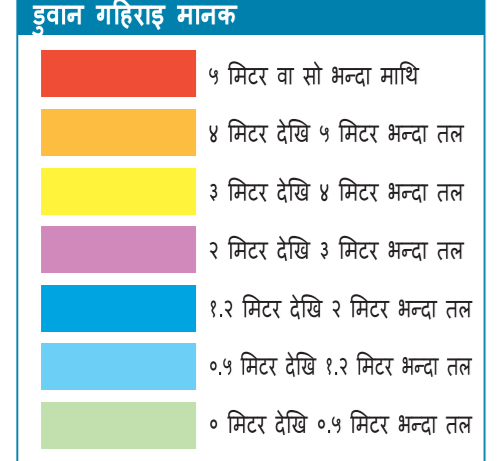 डुवान गहिराइ मानक
५ मिटर वा सो भन्दा माथि
४ मिटर देखि ५ मिटर भन्दा तल
३ मिटर देखि ४ मिटर भन्दा तल
२ मिटर देखि ३ मिटर भन्दा तल
१.२ मिटर देखि २ मिटर भन्दा तल
०.५ मिटर देखि १.२ मिटर भन्दा तल
० मिटर देखि ०.५ मिटर भन्दा तल